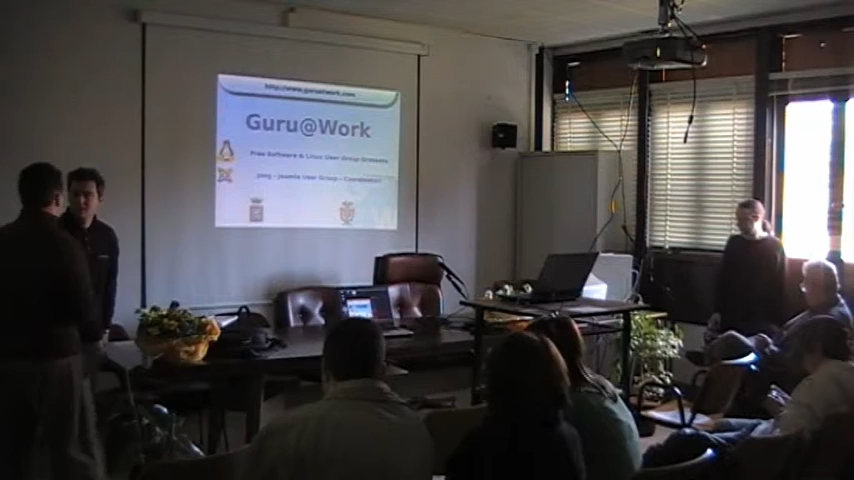 http://www.guruatwork.com
Guru@Work
Free Software & Linux User Group Grosseto
Joomla User Group -